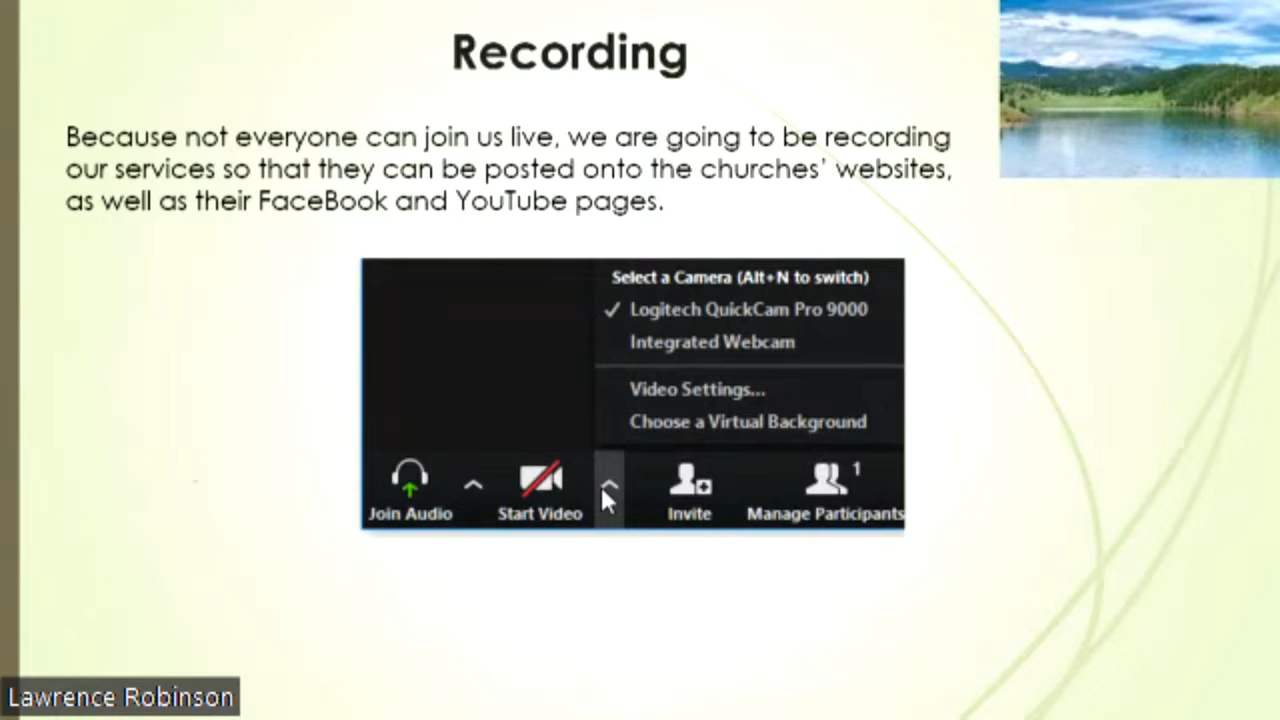 Recording
Because not everyone can join us live, we are going to be recording
our services so that they can be posted onto the churches' websites,
as well as their FaceBook and YouTube pages.
Select a Camera (Alt+N to switch)
Logitech QuickCam Pro 9000
Integrated Webcam
Video Settings...
Choose a Virtual Background
1
Join Audio Start Video Invite Manage Participants
Lawrence Robinson